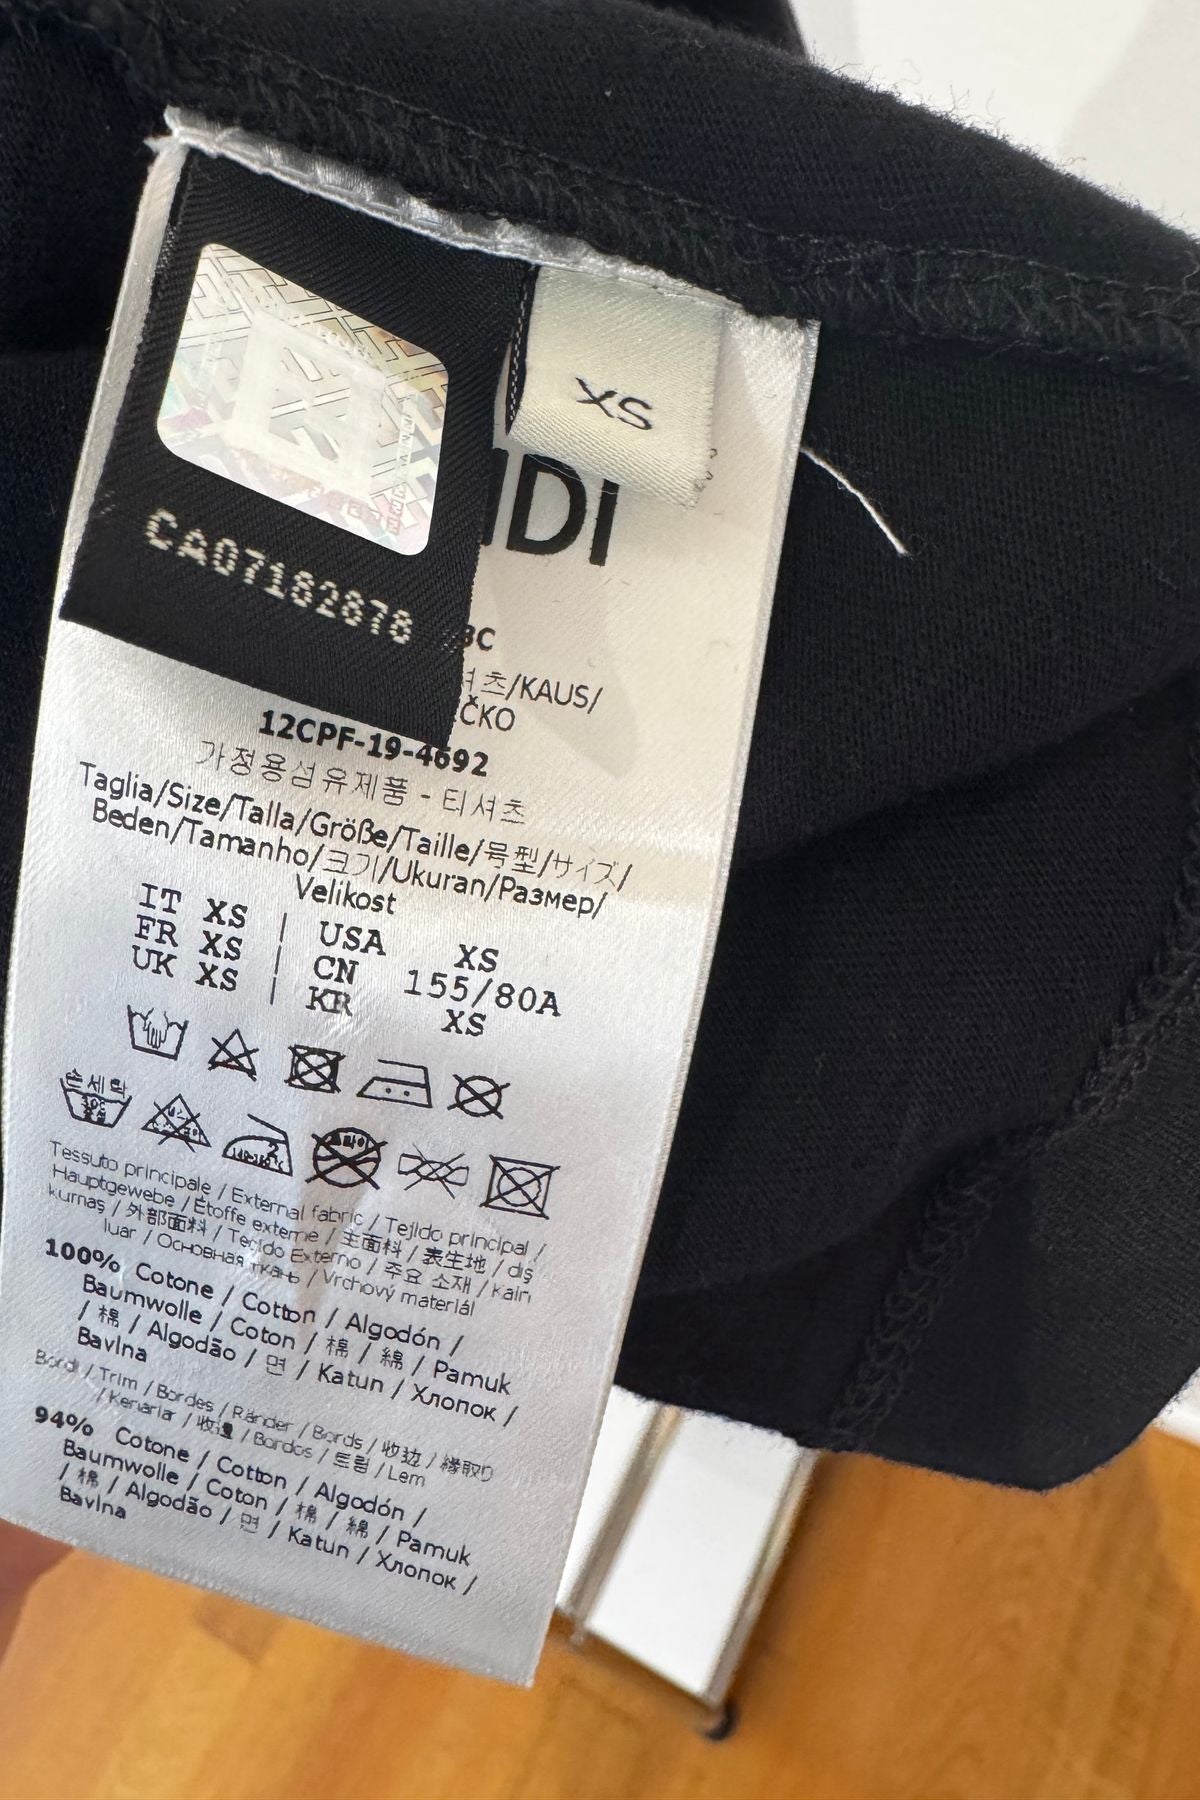 XS
NDI
CA07182878
3C
셔츠/KAUS/
ČKO
12CPF-19-4692
가정용섬유제품 - 티셔츠
Taglia/Size/Talla/Größe/Taille/号型/サイズ/
Beden/Tamanho/크기/Ukuran/Размер/
Velikost
IT XS | USA XS
FR XS | CN 155/80A
UK XS | KR XS
손세탁
Tessuto principale / External fabric / Tejido principal /
Hauptgewebe / Étoffe externe / 主面料 / 表生地 / dış
kumaş / 外部面料 / Tecido Externo / 주요 소재 / Kain
luar / Основная ткань / Vrchový materiál
100% Cotone / Cotton / Algodón /
Baumwolle / Coton / 棉 / 綿 / Pamuk
/ 棉 / Algodão / 면 / Katun / Хлопок /
Bavlna
Bordi / Trim / Bordes / Ränder / Bords / 收边 / 縁取り
/ Kenarlar / 收邊 / Bordos / 트림 / Lem
94% Cotone / Cotton / Algodón /
Baumwolle / Coton / 棉 / 綿 / Pamuk
/ 棉 / Algodão / 면 / Katun / Хлопок /
Bavlna